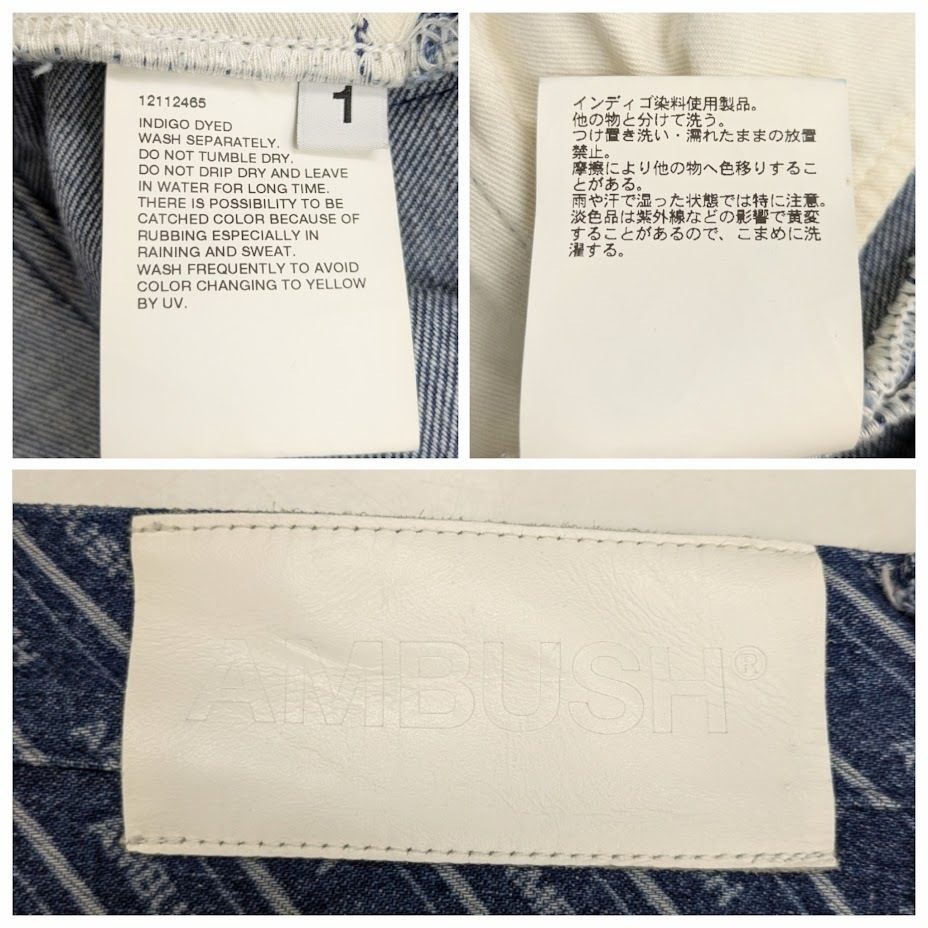 12112465
1
INDIGO DYED
WASH SEPARATELY.
DO NOT TUMBLE DRY.
DO NOT DRIP DRY AND LEAVE
IN WATER FOR LONG TIME.
THERE IS POSSIBILITY TO BE
CATCHED COLOR BECAUSE OF
RUBBING ESPECIALLY IN
RAINING AND SWEAT.
WASH FREQUENTLY TO AVOID
COLOR CHANGING TO YELLOW
BY UV.
インディゴ染料使用製品。
他の物と分けて洗う。
つけ置き洗い・濡れたままの放置
禁止。
摩擦により他の物へ色移りするこ
とがある。
雨や汗で湿った状態では特に注意。
淡色品は紫外線などの影響で黄変
することがあるので、こまめに洗
濯する。
AMBUSH®